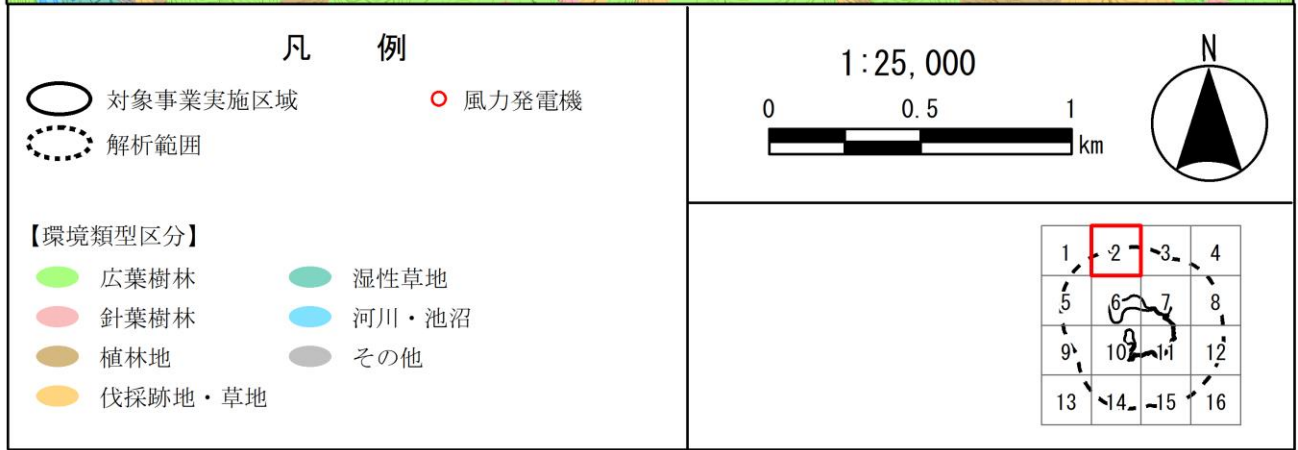 凡 例
対象事業実施区域
風力発電機
解析範囲
【環境類型区分】
広葉樹林
湿性草地
針葉樹林
河川・池沼
植林地
その他
伐採跡地・草地
1:25,000
0 0.5 1
km
N
1 2 3 4
5 6 7 8
9 10 11 12
13 14 15 16